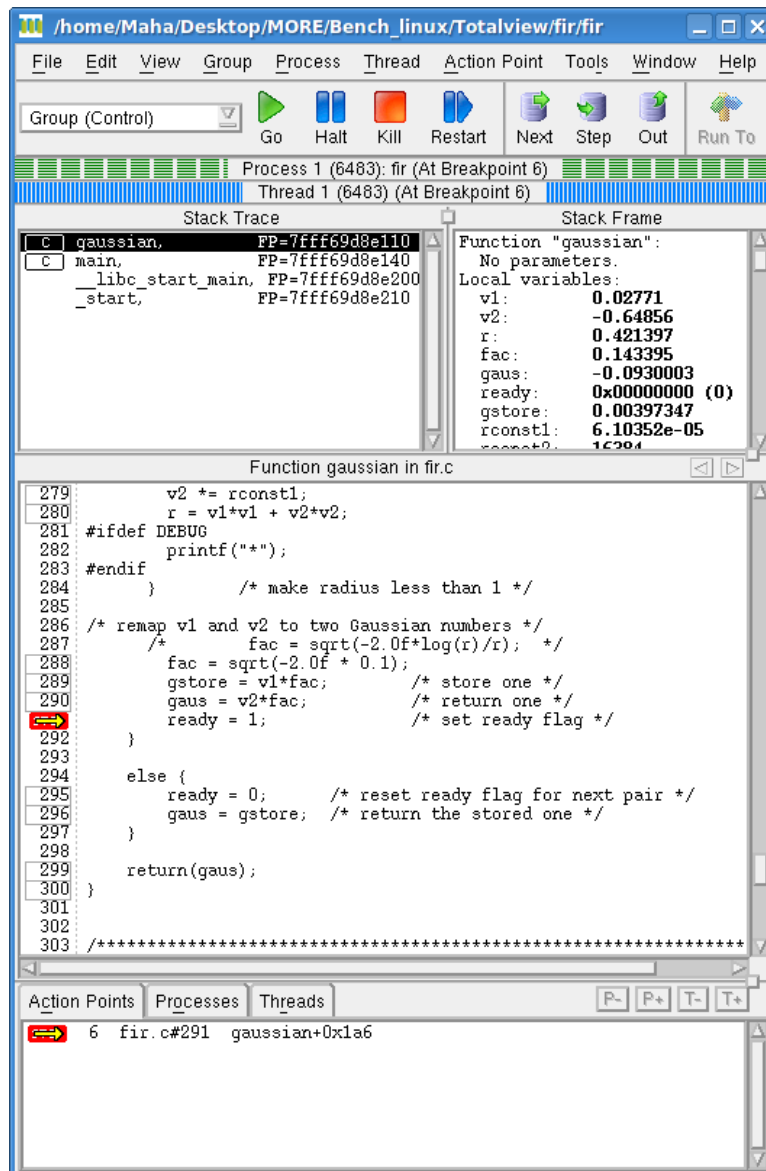 /home/Maha/Desktop/MORE/Bench_linux/Totalview/fir/fir
File Edit View Group Process Thread Action Point Tools Window Help
Group (Control)
Go Halt Kill Restart Next Step Out Run To
Process 1 (6483): fir (At Breakpoint 6)
Thread 1 (6483) (At Breakpoint 6)
Stack Trace
C gaussian, FP=7fff69d8e110
C main, FP=7fff69d8e140
__libc_start_main, FP=7fff69d8e200
_start, FP=7fff69d8e210
Stack Frame
Function "gaussian":
No parameters.
Local variables:
v1: 0.02771
v2: -0.64856
r: 0.421397
fac: 0.143395
gaus: -0.0930003
ready: 0x00000000 (0)
gstore: 0.00397347
rconst1: 6.10352e-05
rconst2: 16384
Function gaussian in fir.c
279 v2 *= rconst1;
280 r = v1*v1 + v2*v2;
281 #ifdef DEBUG
282 printf("*");
283 #endif
284 } /* make radius less than 1 */
285
286 /* remap v1 and v2 to two Gaussian numbers */
287 /* fac = sqrt(-2.0f*log(r)/r); */
288 fac = sqrt(-2.0f * 0.1);
289 gstore = v1*fac; /* store one */
290 gaus = v2*fac; /* return one */
ready = 1; /* set ready flag */
292 }
293
294 else {
295 ready = 0; /* reset ready flag for next pair */
296 gaus = gstore; /* return the stored one */
297 }
298
299 return(gaus);
300 }
301
302
303 /****************************************************************
Action Points Processes Threads P- P+ T- T+
6 fir.c#291 gaussian+0x1a6